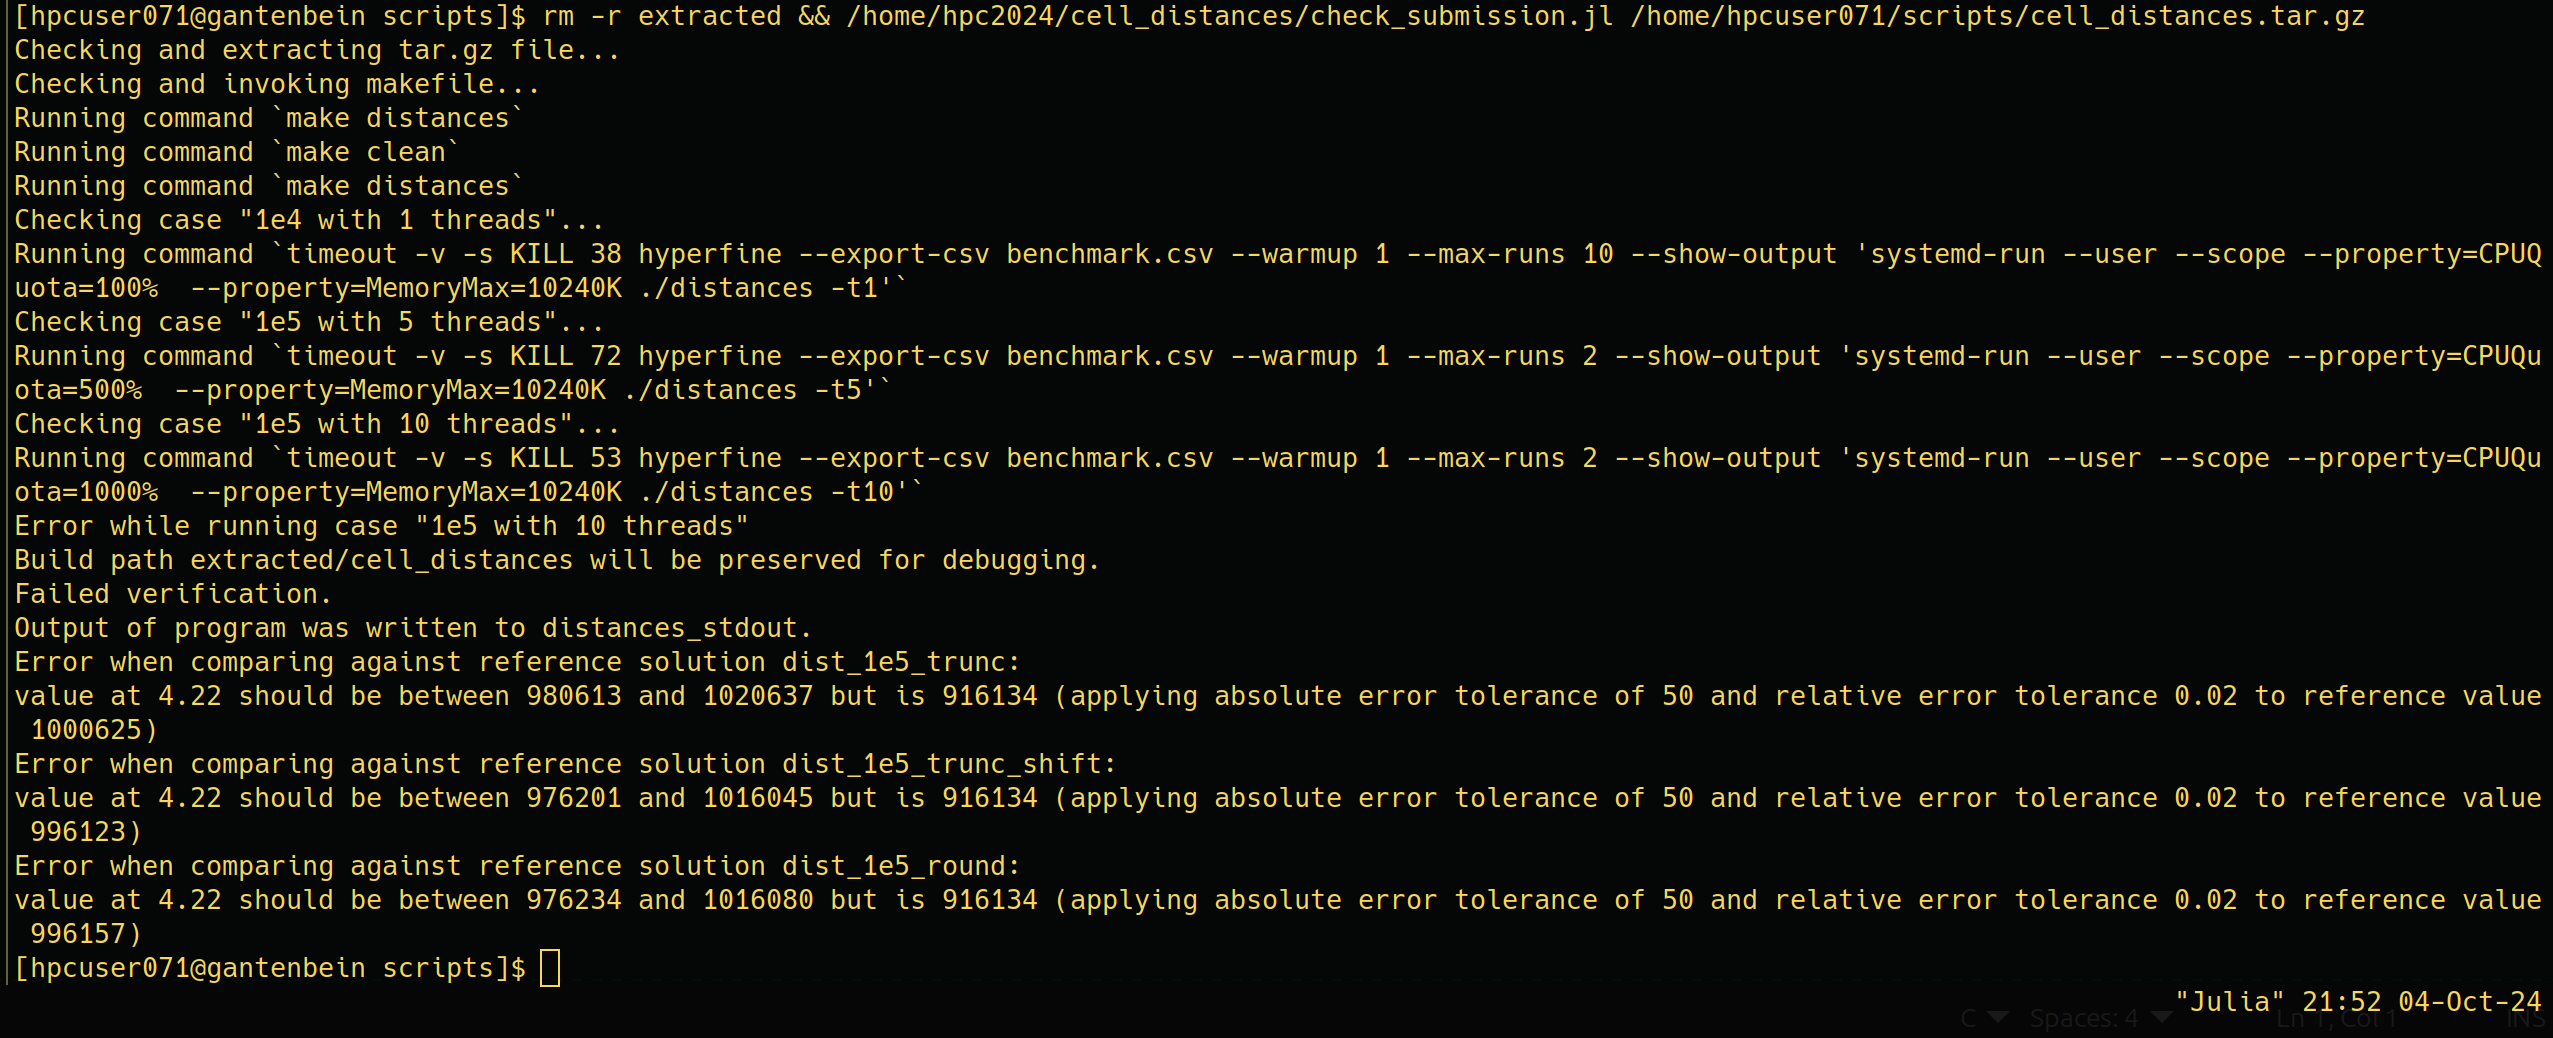 [hpcuser071@gantenbein scripts]$ rm -r extracted && /home/hpc2024/cell_distances/check_submission.jl /home/hpcuser071/scripts/cell_distances.tar.gz
Checking and extracting tar.gz file...
Checking and invoking makefile...
Running command `make distances`
Running command `make clean`
Running command `make distances`
Checking case "1e4 with 1 threads"...
Running command `timeout -v -s KILL 38 hyperfine --export-csv benchmark.csv --warmup 1 --max-runs 10 --show-output 'systemd-run --user --scope --property=CPUQ
uota=100%  --property=MemoryMax=10240K ./distances -t1'`
Checking case "1e5 with 5 threads"...
Running command `timeout -v -s KILL 72 hyperfine --export-csv benchmark.csv --warmup 1 --max-runs 2 --show-output 'systemd-run --user --scope --property=CPUQu
ota=500%  --property=MemoryMax=10240K ./distances -t5'`
Checking case "1e5 with 10 threads"...
Running command `timeout -v -s KILL 53 hyperfine --export-csv benchmark.csv --warmup 1 --max-runs 2 --show-output 'systemd-run --user --scope --property=CPUQu
ota=1000%  --property=MemoryMax=10240K ./distances -t10'`
Error while running case "1e5 with 10 threads"
Build path extracted/cell_distances will be preserved for debugging.
Failed verification.
Output of program was written to distances_stdout.
Error when comparing against reference solution dist_1e5_trunc:
value at 4.22 should be between 980613 and 1020637 but is 916134 (applying absolute error tolerance of 50 and relative error tolerance 0.02 to reference value
 1000625)
Error when comparing against reference solution dist_1e5_trunc_shift:
value at 4.22 should be between 976201 and 1016045 but is 916134 (applying absolute error tolerance of 50 and relative error tolerance 0.02 to reference value
 996123)
Error when comparing against reference solution dist_1e5_round:
value at 4.22 should be between 976234 and 1016080 but is 916134 (applying absolute error tolerance of 50 and relative error tolerance 0.02 to reference value
 996157)
[hpcuser071@gantenbein scripts]$
"Julia" 21:52 04-Oct-24
C Spaces: 4 Ln 1, Col 1 INS